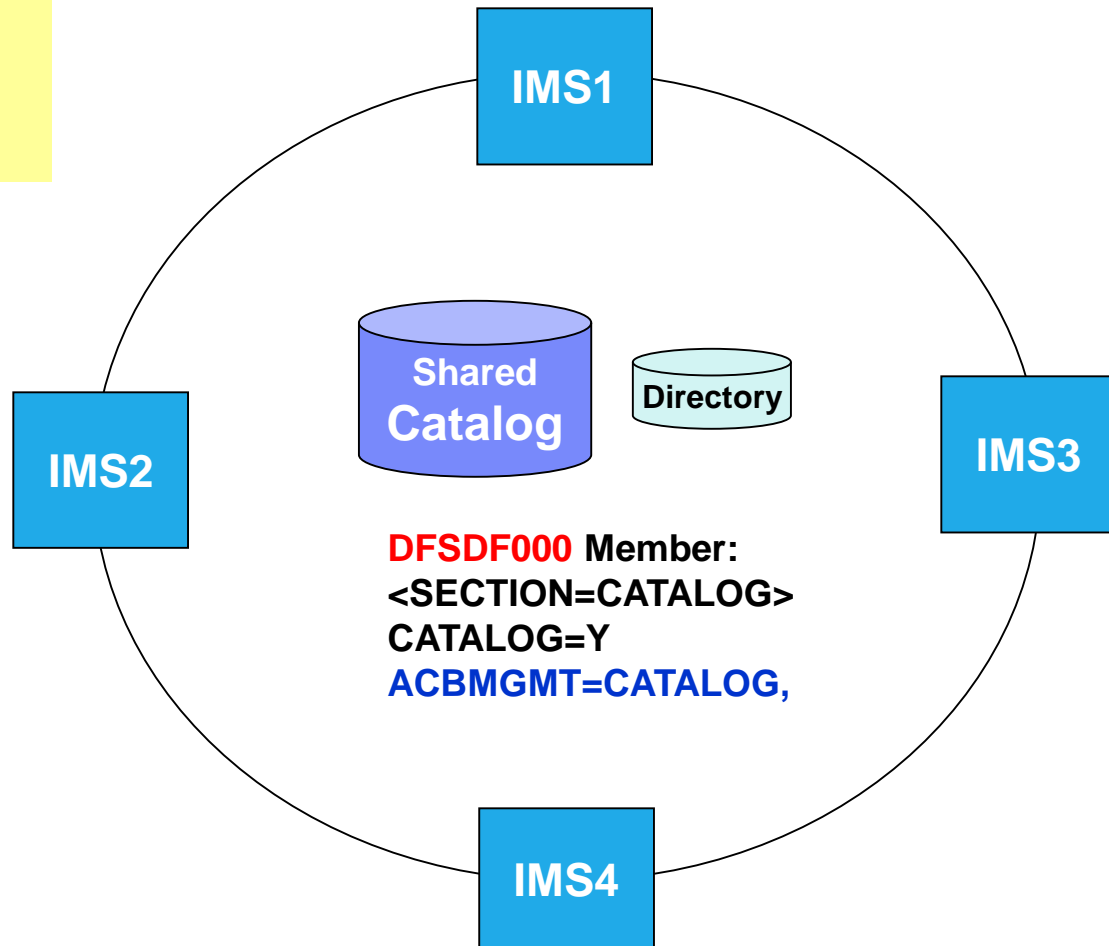 IMS1
Shared
Catalog
Directory
IMS2
IMS3
DFSDF000 Member:
<SECTION=CATALOG>
CATALOG=Y
ACBMGMT=CATALOG,
IMS4